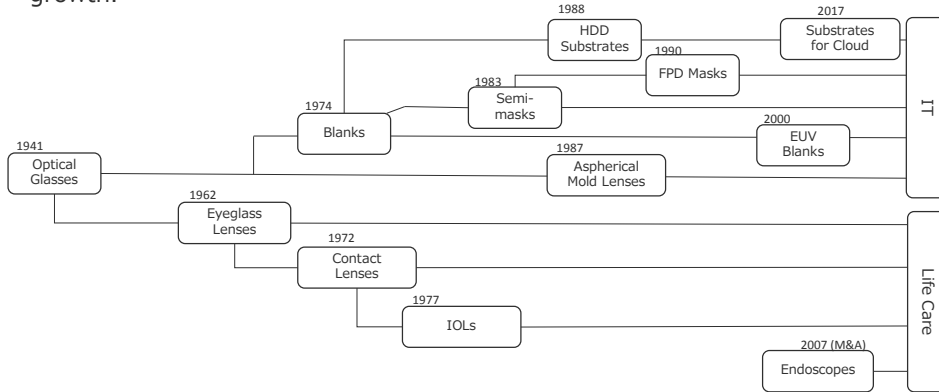 growth.
1988
HDD
Substrates
2017
Substrates
for Cloud
1990
FPD Masks
1983
Semi-
masks
1974
Blanks
2000
EUV
Blanks
1941
Optical
Glasses
1987
Aspherical
Mold Lenses
IT
1962
Eyeglass
Lenses
1972
Contact
Lenses
1977
IOLs
2007 (M&A)
Endoscopes
Life Care